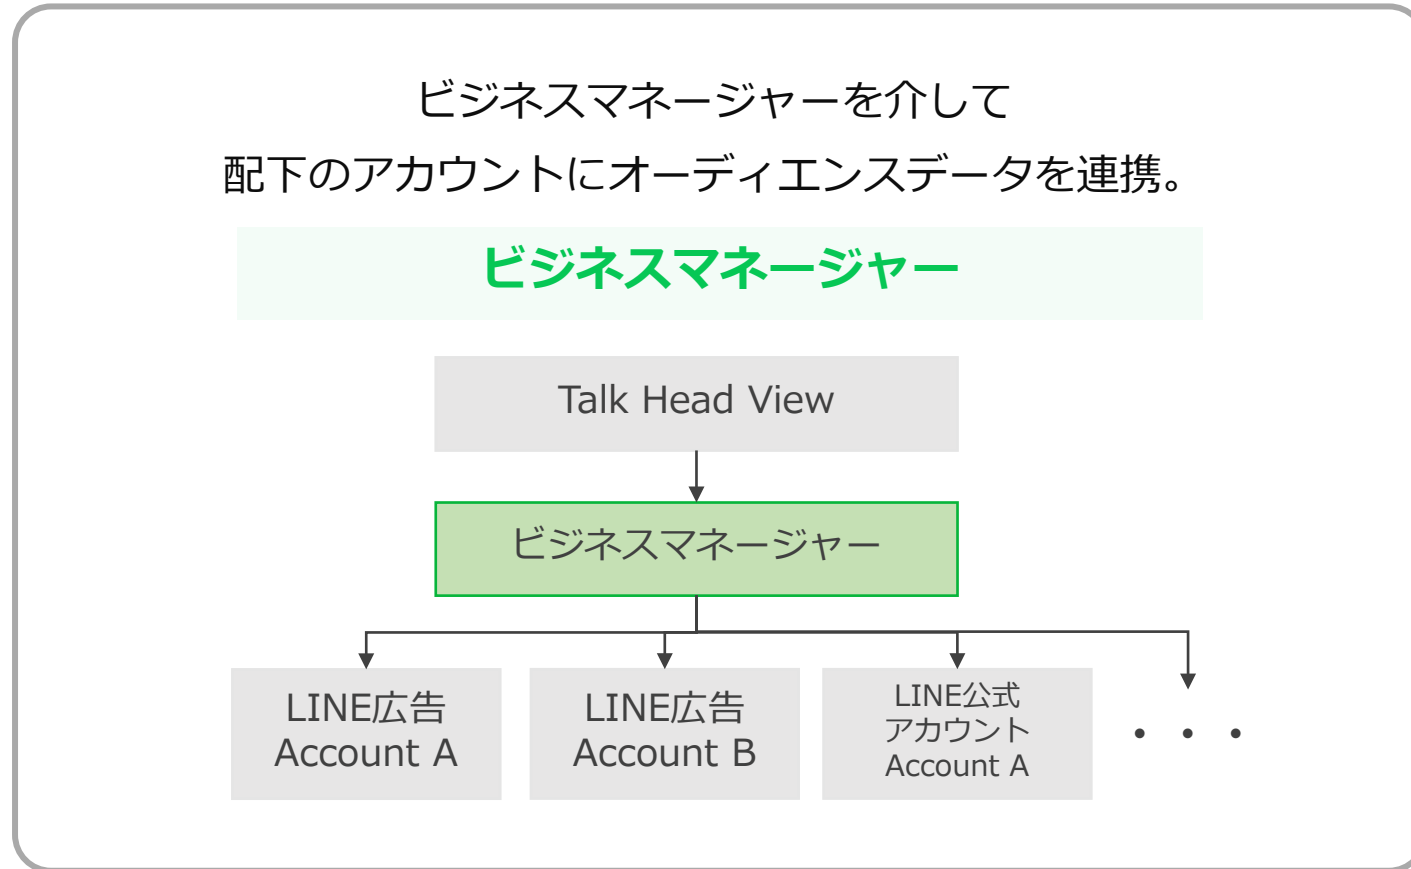 ビジネスマネージャーを介して
配下のアカウントにオーディエンスデータを連携。
ビジネスマネージャー
Talk Head View
ビジネスマネージャー
LINE広告
Account A
LINE広告
Account B
LINE公式
アカウント
Account A
・・・